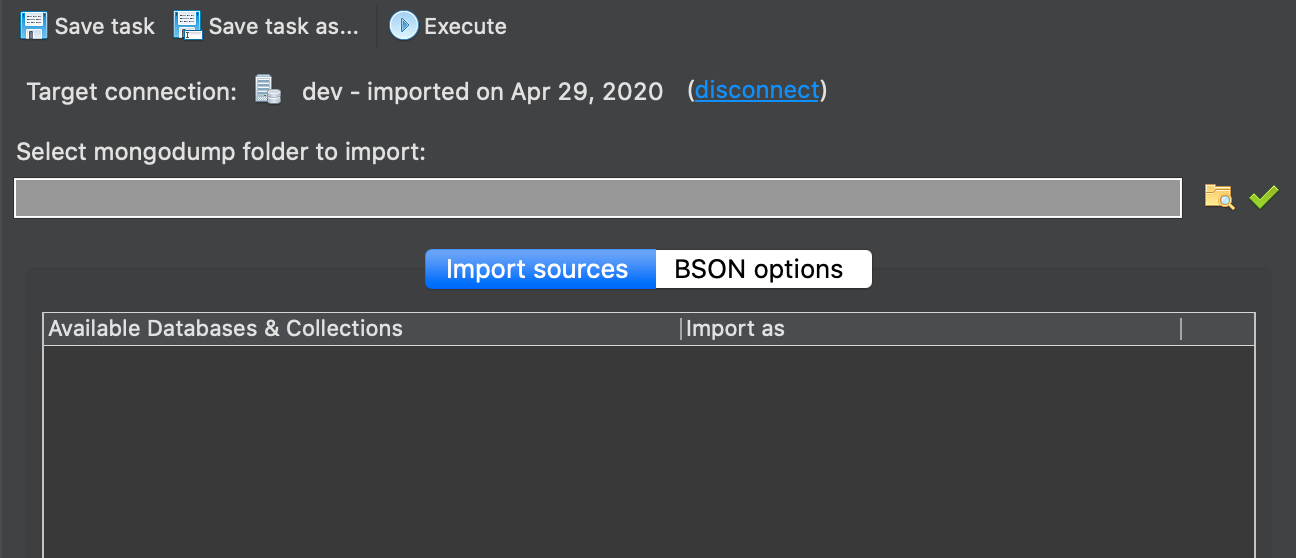 Save task Save task as... Execute
Target connection: dev - imported on Apr 29, 2020 (disconnect)
Select mongodump folder to import:
Import sources BSON options
Available Databases & Collections Import as